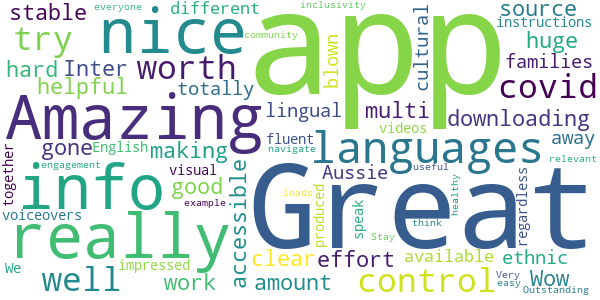 everyone
inclusivity
stable
different
source
community
instructions
try
nice
app
blown
cultural
huge
hard
Inter
worth
families
helpful
totally
covid
Amazing
lingual
multi
downloading
gone
English
making
fluent
videos
languages
away
together
navigate
engagement
visual
relevant
info
good
accessible
Aussie
useful
Great
example
loads
produced
speak
healthy
regardless
voiceovers
really
Stay
think
We
impressed
clear
effort
available
ethnic
well
work
amount
control
Very
easy
Wow
Outstanding